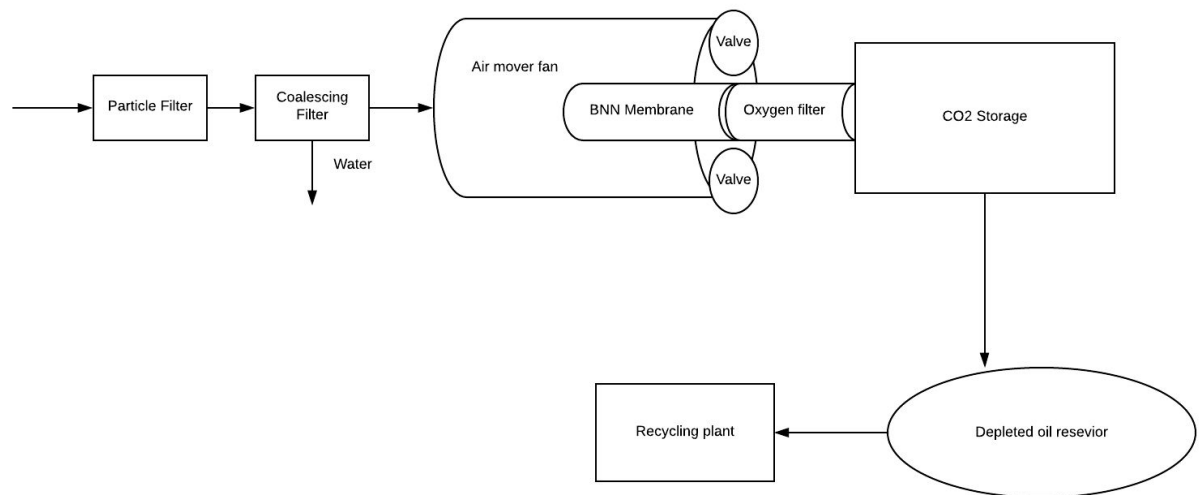 Valve
Air mover fan
Particle Filter
Coalescing
Filter
BNN Membrane
Oxygen filter
CO2 Storage
Water
Valve
Recycling plant
Depleted oil resevior